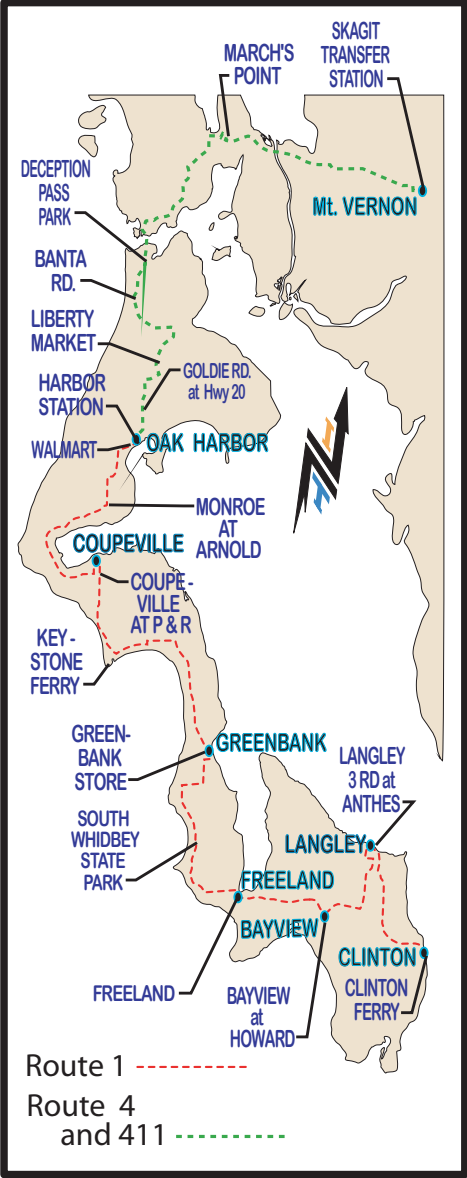 SKAGIT
TRANSFER
STATION
MARCH'S
POINT
DECEPTION
PASS
PARK
Mt. VERNON
BANTA
RD.
LIBERTY
MARKET
GOLDIE RD.
at Hwy 20
HARBOR
STATION
WALMART
OAK HARBOR
MONROE
AT
ARNOLD
COUPEVILLE
COUPE-
VILLE
AT P & R
KEY-
STONE
FERRY
GREEN-
BANK
STORE
GREENBANK
LANGLEY
3 RD at
ANTHES
SOUTH
WHIDBEY
STATE
PARK
LANGLEY
FREELAND
BAYVIEW
CLINTON
FREELAND
BAYVIEW
at
HOWARD
CLINTON
FERRY
Route 1
Route 4
and 411